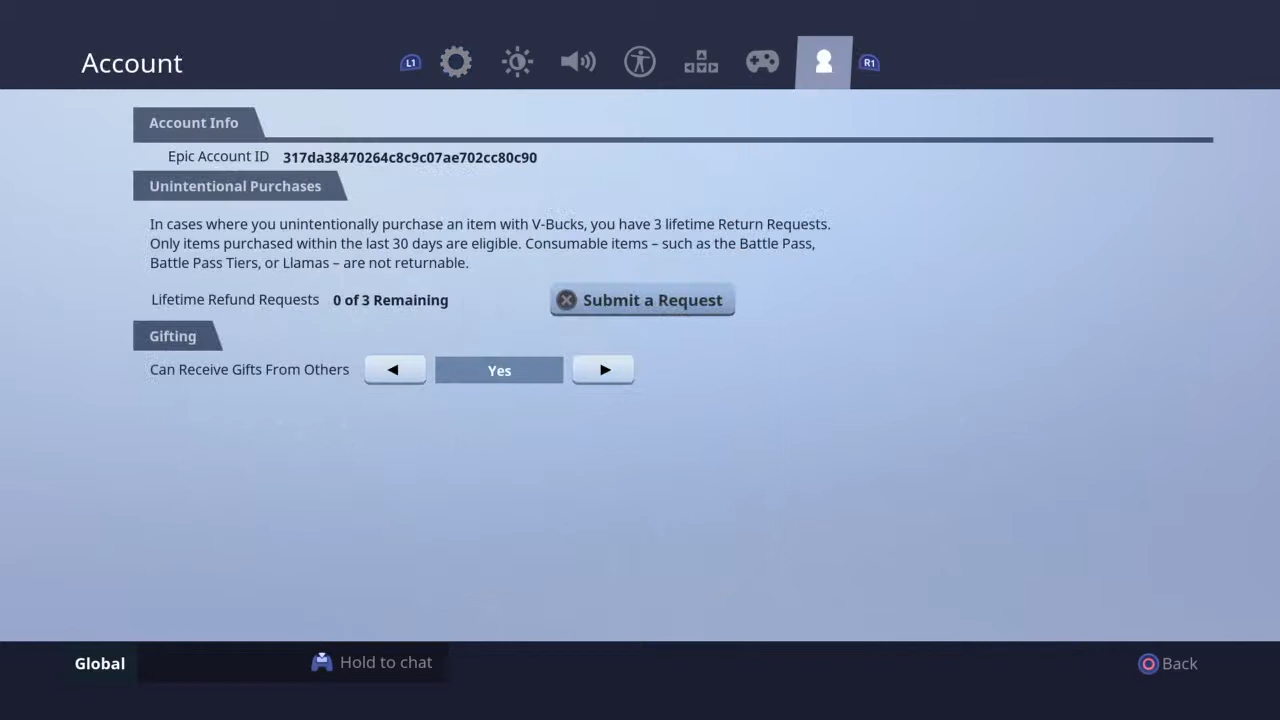 Account
L1
R1
Account Info
Epic Account ID 317da38470264c8c9c07ae702cc80c90
Unintentional Purchases
In cases where you unintentionally purchase an item with V-Bucks, you have 3 lifetime Return Requests.
Only items purchased within the last 30 days are eligible. Consumable items – such as the Battle Pass,
Battle Pass Tiers, or Llamas – are not returnable.
Lifetime Refund Requests 0 of 3 Remaining Submit a Request
Gifting
Can Receive Gifts From Others Yes
Global Hold to chat Back